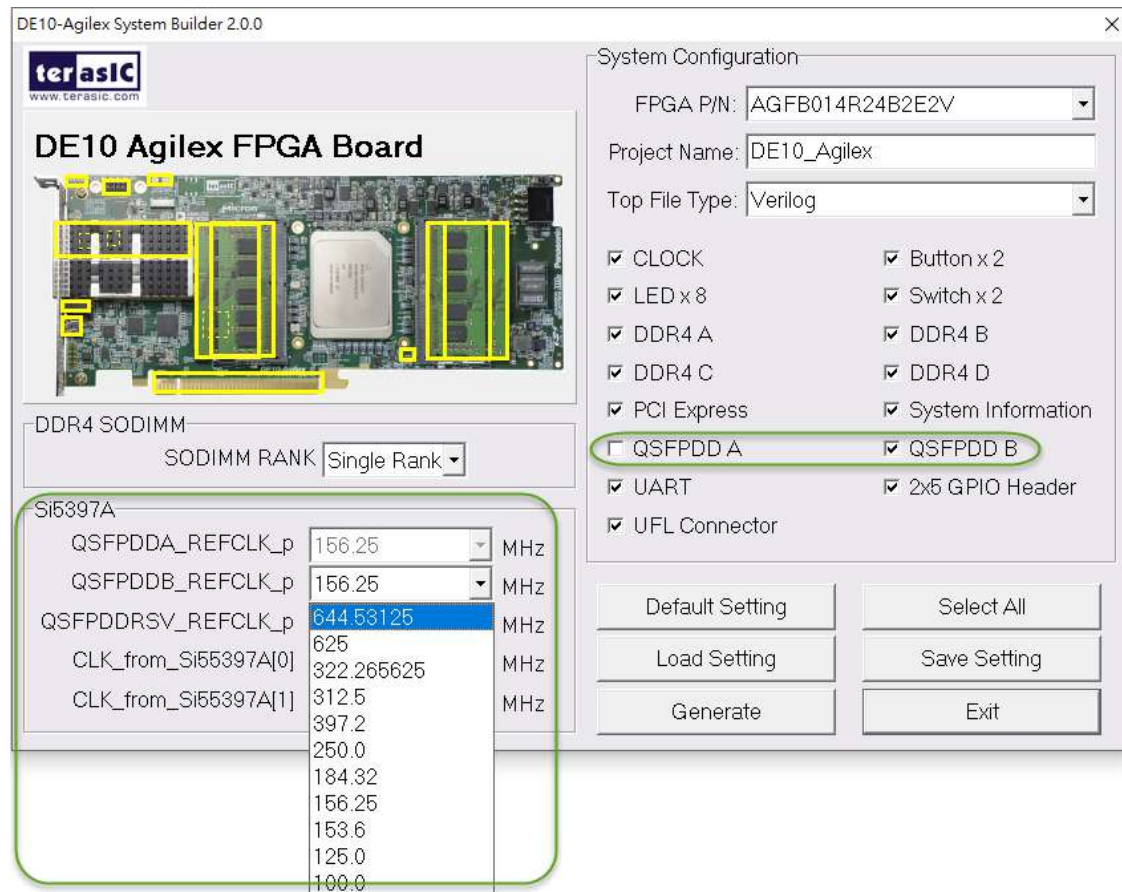 DE10-Agilex System Builder 2.0.0
terasIC
www.terasic.com
DE10 Agilex FPGA Board
DDR4 SODIMM
SODIMM RANK Single Rank
Si5397A
QSFPDDA_REFCLK_p 156.25 MHz
QSFPDDB_REFCLK_p 156.25 MHz
QSFPDDRSV_REFCLK_p MHz
CLK_from_Si55397A[0] MHz
CLK_from_Si55397A[1] MHz
644.53125
625
322.265625
312.5
397.2
250.0
184.32
156.25
153.6
125.0
100.0
System Configuration
FPGA P/N: AGFB014R24B2E2V
Project Name: DE10_Agilex
Top File Type: Verilog
CLOCK Button x 2
LED x 8 Switch x 2
DDR4 A DDR4 B
DDR4 C DDR4 D
PCI Express System Information
QSFPDD A QSFPDD B
UART 2x5 GPIO Header
UFL Connector
Default Setting Select All
Load Setting Save Setting
Generate Exit